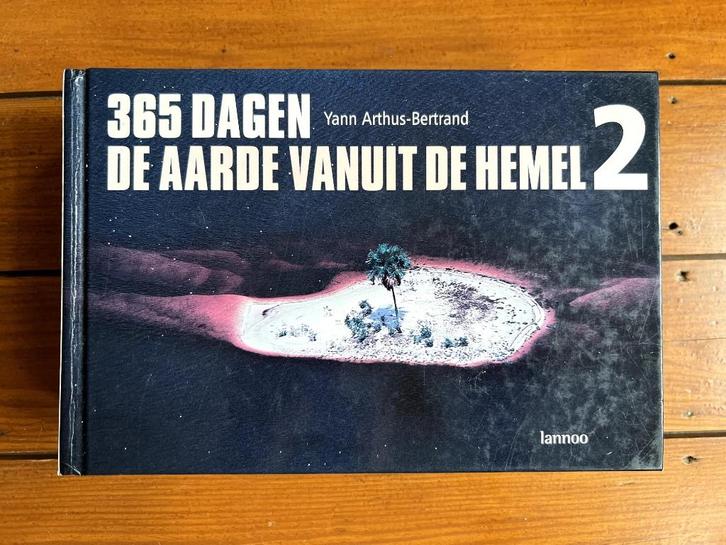 365 DAGEN Yann Arthus-Bertrand
DE AARDE VANUIT DE HEMEL 2
lannoo